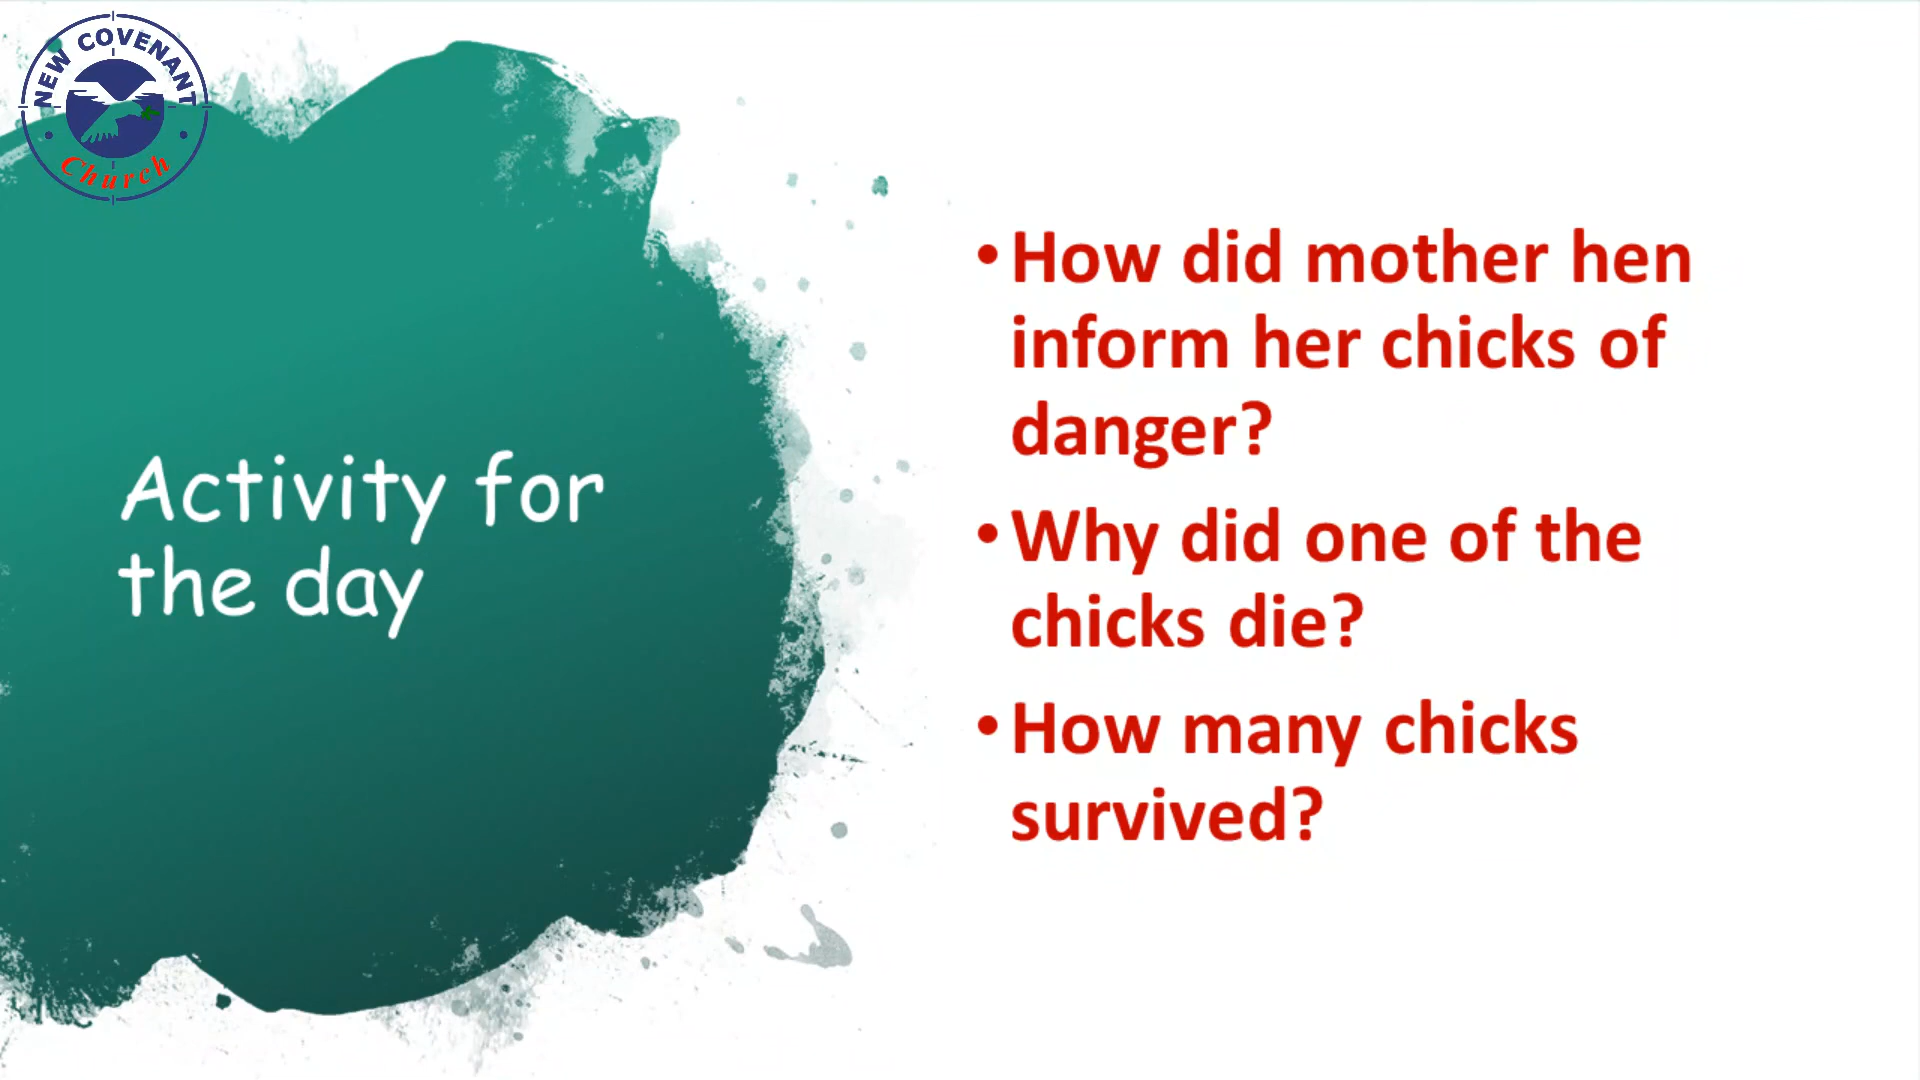 NEW COVENANT
Church
Activity for
the day
•How did mother hen
inform her chicks of
danger?
•Why did one of the
chicks die?
•How many chicks
survived?